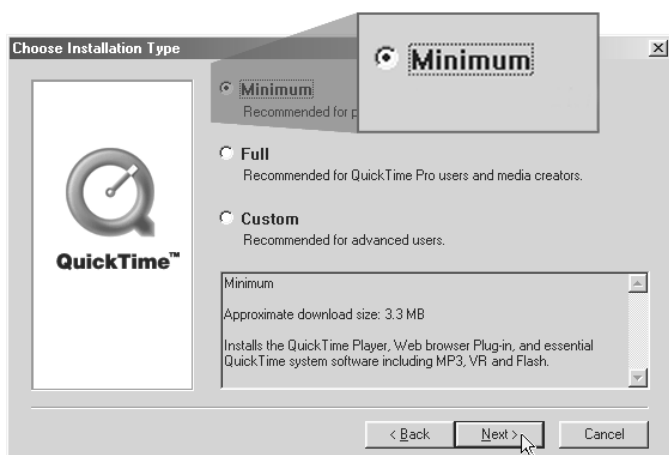 Choose Installation Type
Minimum
Minimum
Recommended for
Full
Recommended for QuickTime Pro users and media creators.
Custom
Recommended for advanced users.
QuickTime™
Minimum
Approximate download size: 3.3 MB
Installs the QuickTime Player, Web browser Plug-in, and essential
QuickTime system software including MP3, VR and Flash.
< Back
Next >
Cancel